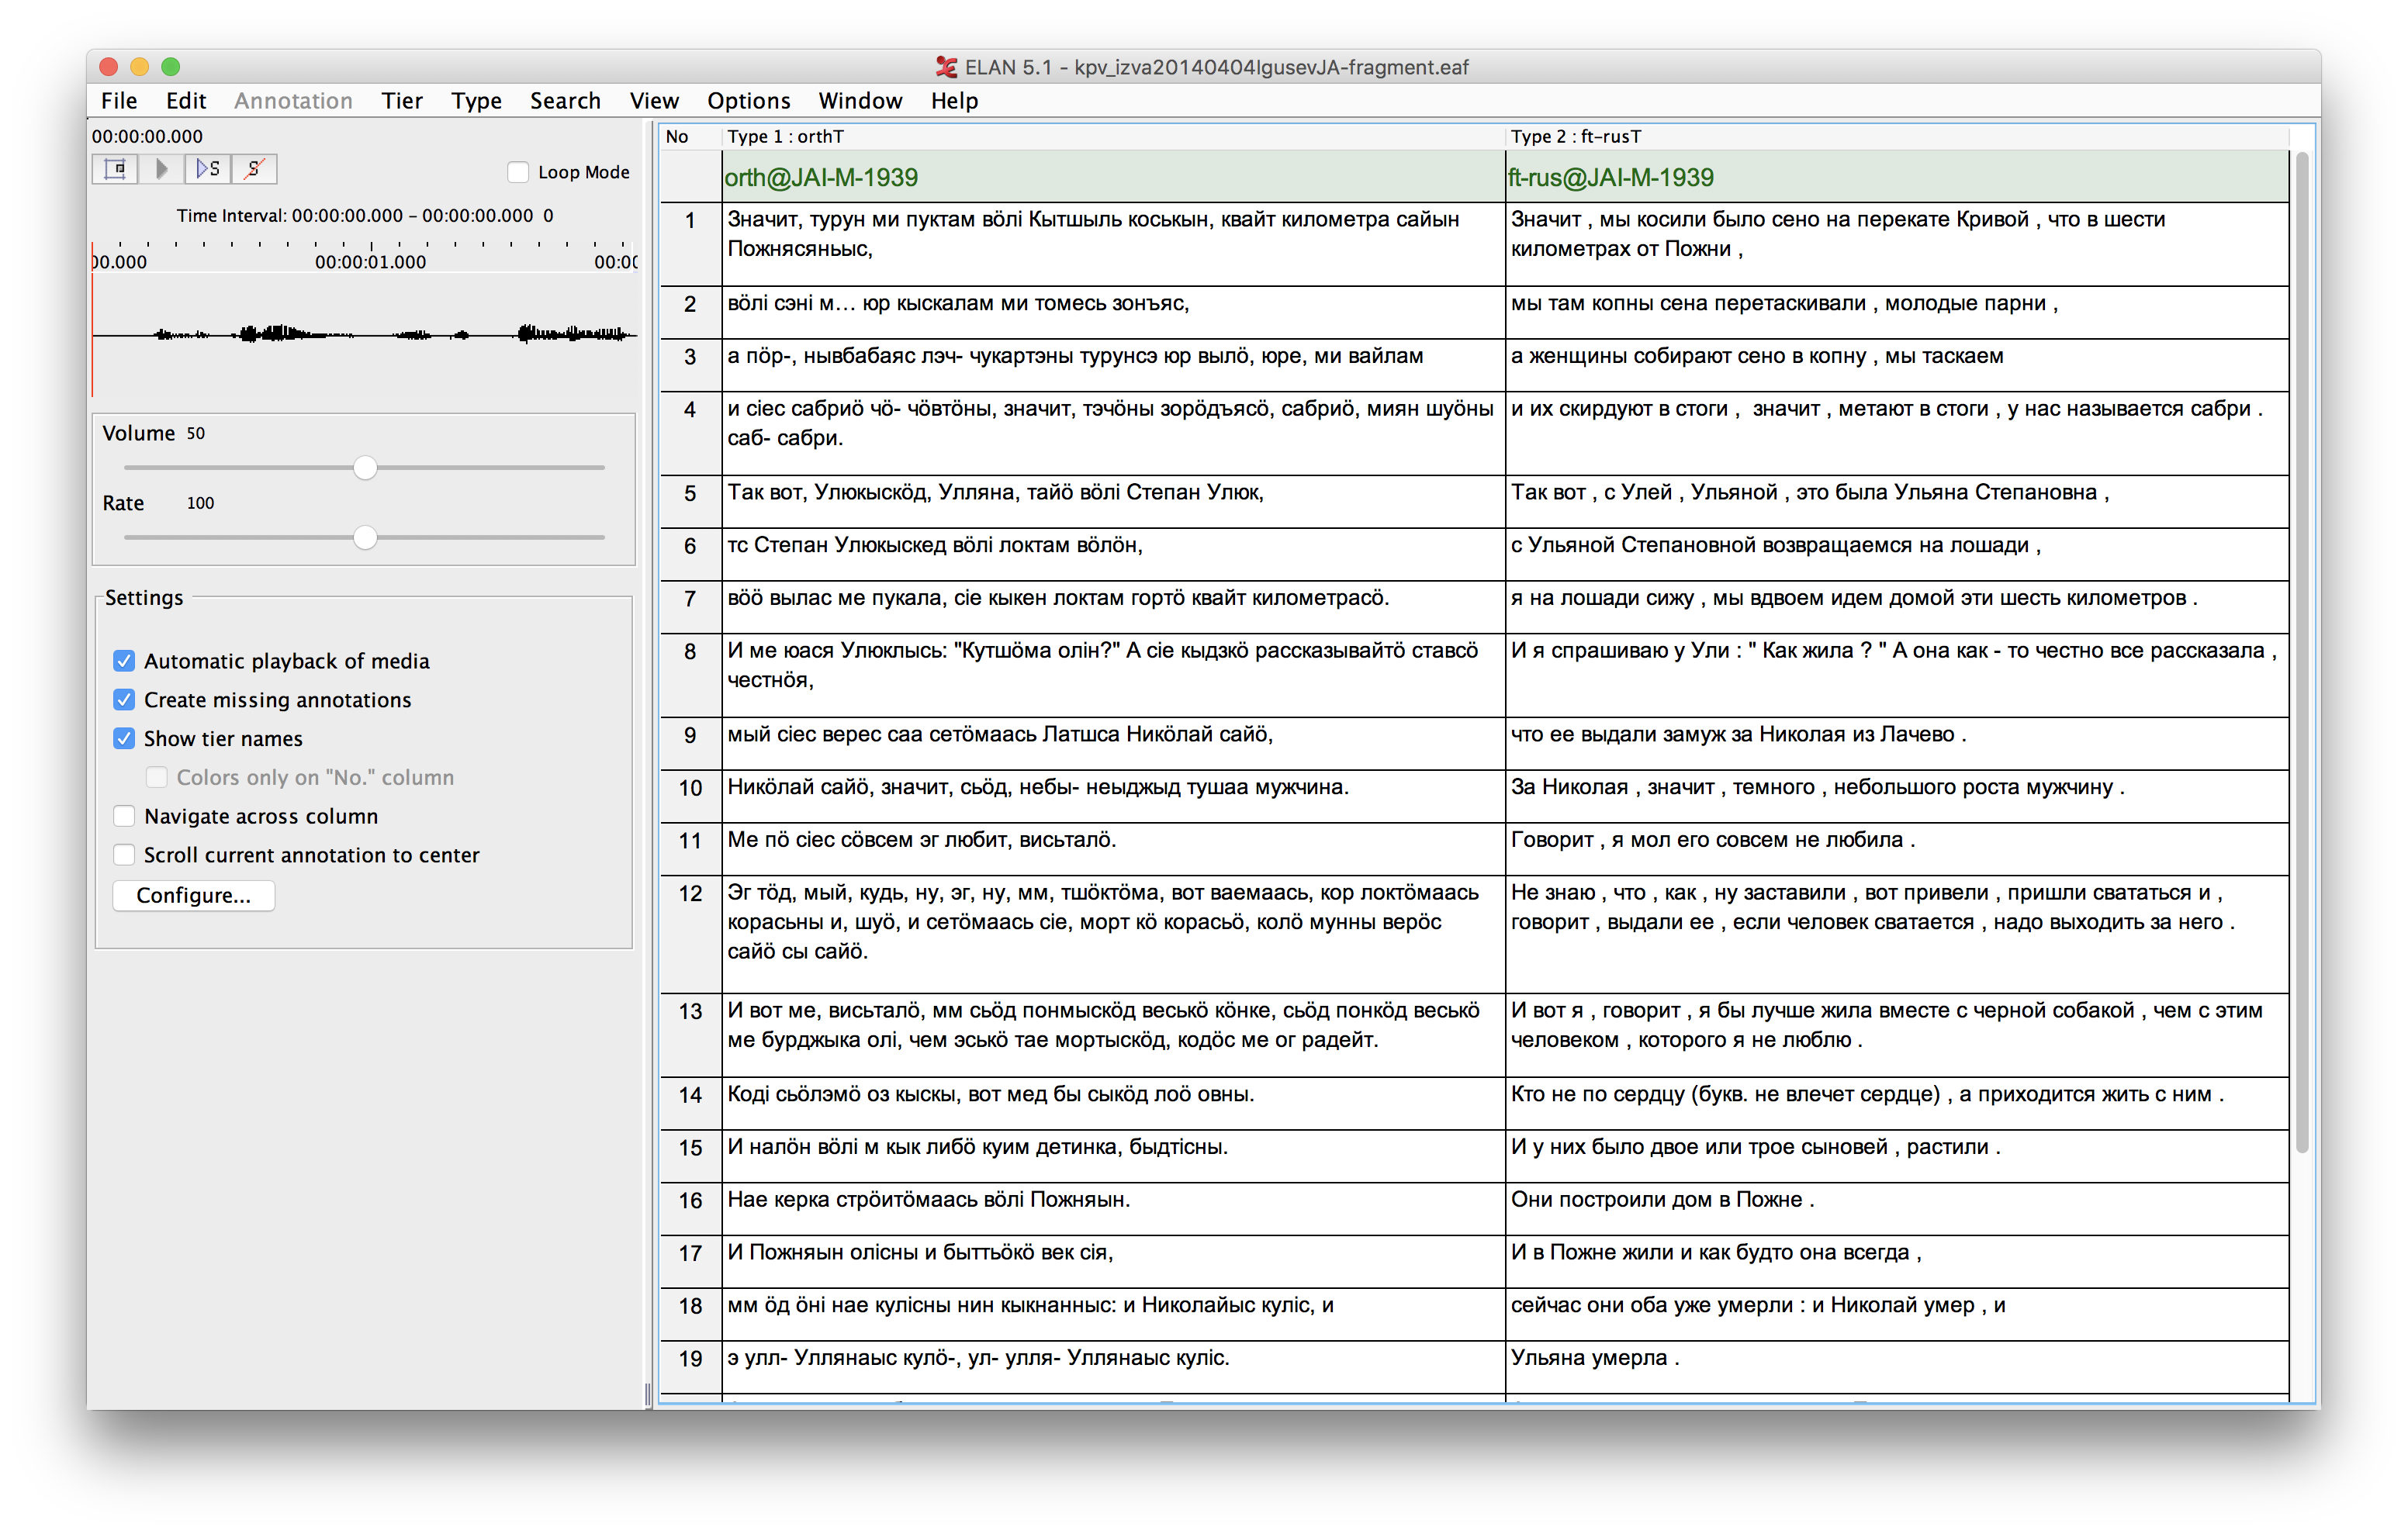 ELAN 5.1 - kpv_izva20140404IgusevJA-fragment.eaf
File Edit Annotation Tier Type Search View Options Window Help
00:00:00.000
S S
Loop Mode
Time Interval: 00:00:00.000 – 00:00:00.000 0
00.000 00:00:01.000 00:00
Volume 50
Rate 100
Settings
Automatic playback of media
Create missing annotations
Show tier names
Colors only on "No." column
Navigate across column
Scroll current annotation to center
Configure...
No Type 1 : orthT Type 2 : ft-rusT
orth@JAI-M-1939 ft-rus@JAI-M-1939
1 Значит, турун ми пуктам вӧлі Кытшыль коськын, квайт километра сайын Значит , мы косили было сено на перекате Кривой , что в шести
Пожнясяньыс, километрах от Пожни ,
2 вӧлі сэні м... юр кыскалам ми томесь зонъяс, мы там копны сена перетаскивали , молодые парни ,
3 а пӧр-, нывбабаяс лэч- чукартэны турунсэ юр вылӧ, юре, ми вайлам а женщины собирают сено в копну , мы таскаем
4 и сіес сабриӧ чӧ- чӧвтӧны, значит, тэчӧны зорӧдъясӧ, сабриӧ, миян шуӧны и их скирдуют в стоги , значит , метают в стоги , у нас называется сабри .
саб- сабри.
5 Так вот, Улюкыскӧд, Улляна, тайӧ вӧлі Степан Улюк, Так вот , с Улей , Ульяной , это была Ульяна Степановна ,
6 тс Степан Улюкыскед вӧлі локтам вӧлӧн, с Ульяной Степановной возвращаемся на лошади ,
7 вӧӧ вылас ме пукала, сіе кыкен локтам гортӧ квайт километрасӧ. я на лошади сижу , мы вдвоем идем домой эти шесть километров .
8 И ме юася Улюклысь: "Кутшӧма олін?" А сіе кыдзкӧ рассказывайтӧ ставсӧ И я спрашиваю у Ули : " Как жила ? " А она как - то честно все рассказала ,
честнӧя,
9 мый сіес верес саа сетӧмаась Латшса Никӧлай сайӧ, что ее выдали замуж за Николая из Лачево .
10 Никӧлай сайӧ, значит, сьӧд, небы- неыджыд тушаа мужчина. За Николая , значит , темного , небольшого роста мужчину .
11 Ме пӧ сіес сӧвсем эг любит, висьталӧ. Говорит , я мол его совсем не любила .
12 Эг тӧд, мый, кудь, ну, эг, ну, мм, тшӧктӧма, вот ваемаась, кор локтӧмаась Не знаю , что , как , ну заставили , вот привели , пришли свататься и ,
корасьны и, шуӧ, и сетӧмаась сіе, морт кӧ корасьӧ, колӧ мунны верӧс говорит , выдали ее , если человек сватается , надо выходить за него .
сайӧ сы сайӧ.
13 И вот ме, висьталӧ, мм сьӧд понмыскӧд веськӧ кӧнке, сьӧд понкӧд веськӧ И вот я , говорит , я бы лучше жила вместе с черной собакой , чем с этим
ме бурджыка олі, чем эськӧ тае мортыскӧд, кодӧс ме ог радейт. человеком , которого я не люблю .
14 Коді сьӧлэмӧ оз кыскы, вот мед бы сыкӧд лоӧ овны. Кто не по сердцу (букв. не влечет сердце) , а приходится жить с ним .
15 И налӧн вӧлі м кык либӧ куим детинка, быдтісны. И у них было двое или трое сыновей , растили .
16 Нае керка стрӧитӧмаась вӧлі Пожняын. Они построили дом в Пожне .
17 И Пожняын олісны и быттьӧкӧ век сія, И в Пожне жили и как будто она всегда ,
18 мм ӧд ӧні нае кулісны нин кыкнанныс: и Николайыс куліс, и сейчас они оба уже умерли : и Николай умер , и
19 э улл- Уллянаыс кулӧ-, ул- улля- Уллянаыс куліс. Ульяна умерла .